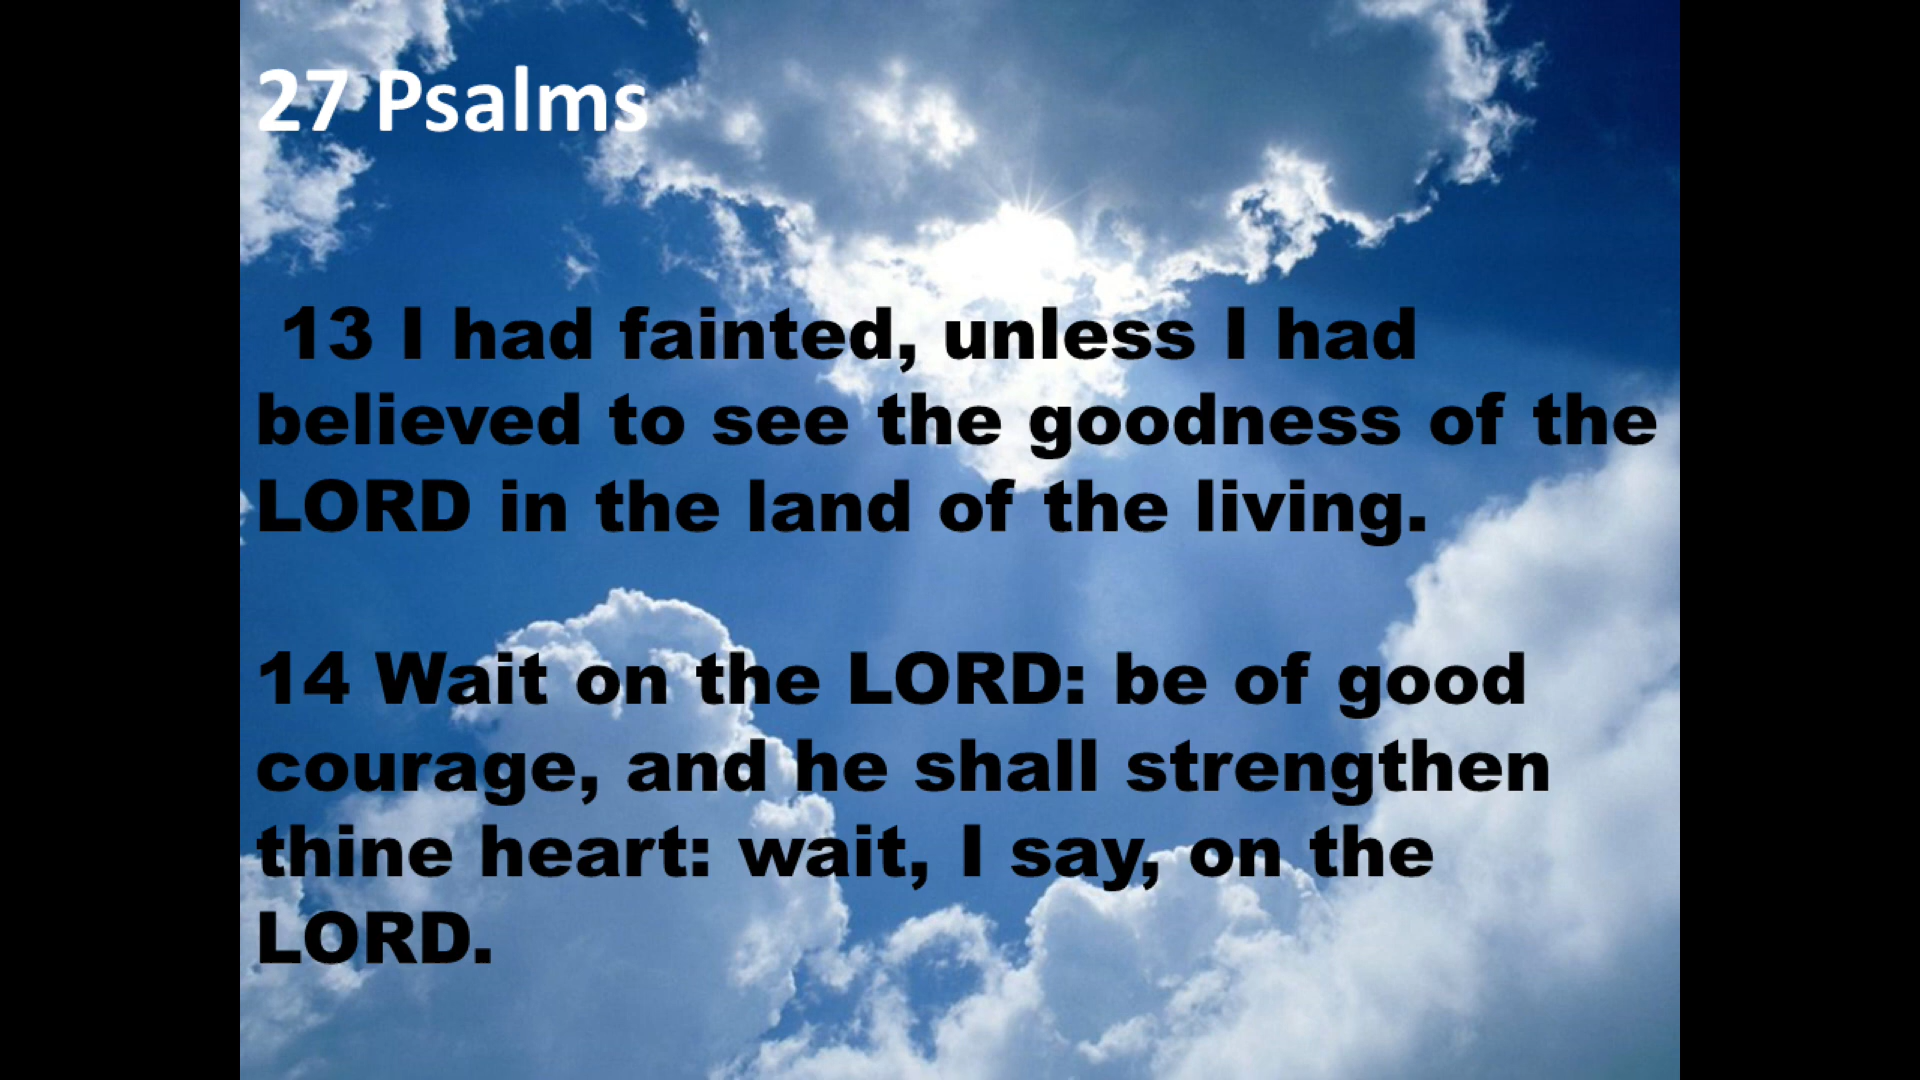 27 Psalms
13 I had fainted, unless I had
believed to see the goodness of the
LORD in the land of the living.
14 Wait on the LORD: be of good
courage, and he shall strengthen
thine heart: wait, I say, on the
LORD.